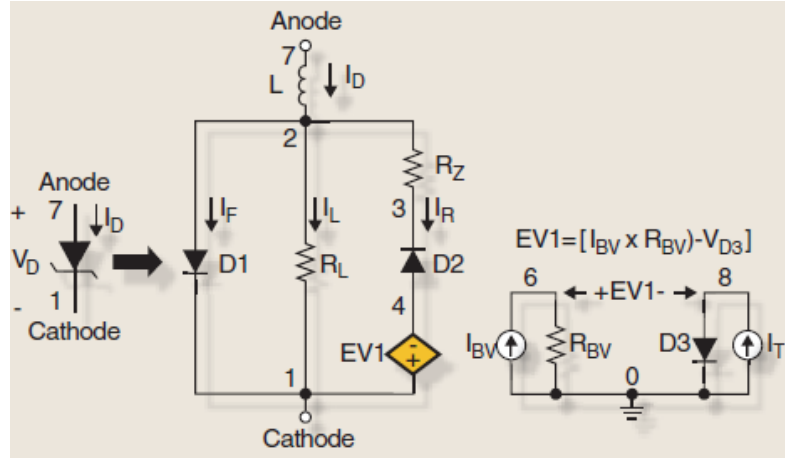 Anode
7
L
I_D
2
R_Z
Anode
+
7
I_D
V_D
-
1
Cathode
I_F
D1
I_L
R_L
3
I_R
D2
4
EV1
-
+
1
Cathode
EV1=[I_BV x R_BV)-V_D3]
6
+EV1-
8
I_BV
R_BV
D3
I_T
0